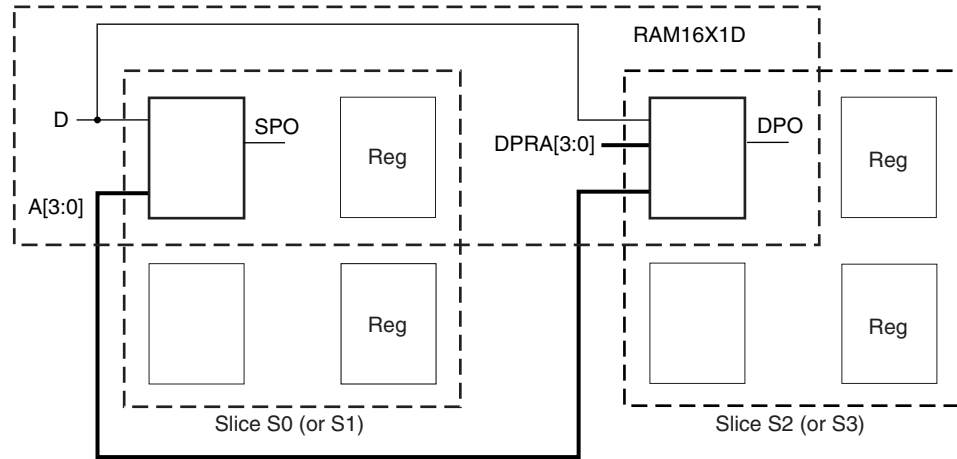 RAM16X1D
D
SPO
Reg
DPRA[3:0]
DPO
Reg
A[3:0]
Reg
Reg
Slice S0 (or S1)
Slice S2 (or S3)